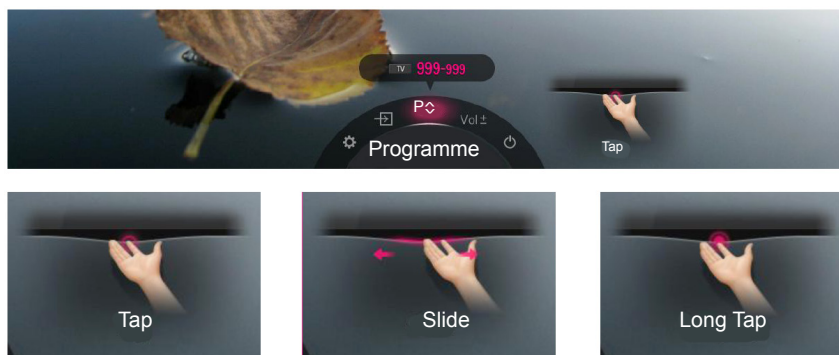 TV 999-999
P
Vol ±
Programme
Tap
Tap
Slide
Long Tap